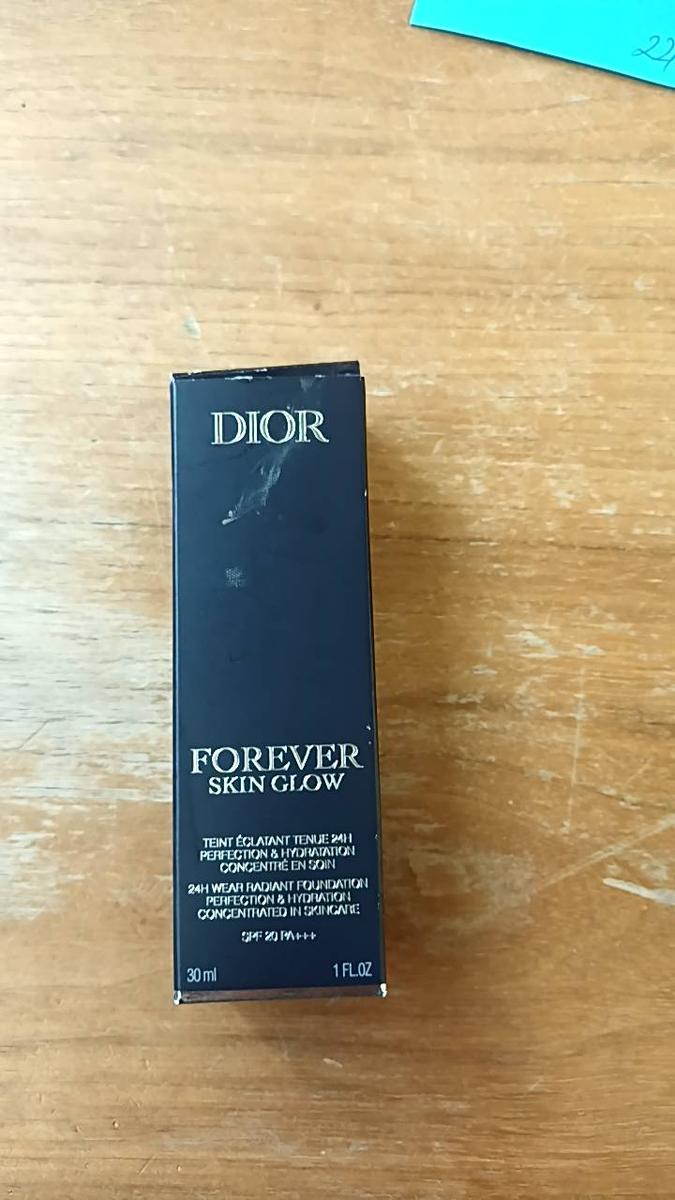 22
DIOR
FOREVER
SKIN GLOW
TEINT ÉCLATANT TENUE 24H
PERFECTION & HYDRATATION
CONCENTRÉ EN SOIN
24H WEAR RADIANT FOUNDATION
PERFECTION & HYDRATION
CONCENTRATED IN SKINCARE
SPF 20 PA+++
30 ml 1 FL.OZ